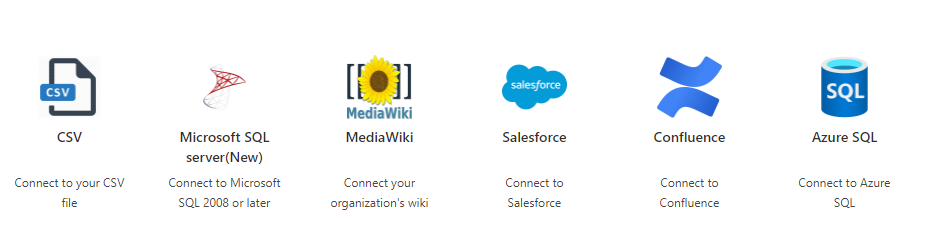 CSV
salesforce
SQL
MediaWiki
CSV
Microsoft SQL
server(New)
MediaWiki
Salesforce
Confluence
Azure SQL
Connect to your CSV
file
Connect to Microsoft
SQL 2008 or later
Connect your
organization's wiki
Connect to
Salesforce
Connect to
Confluence
Connect to Azure
SQL